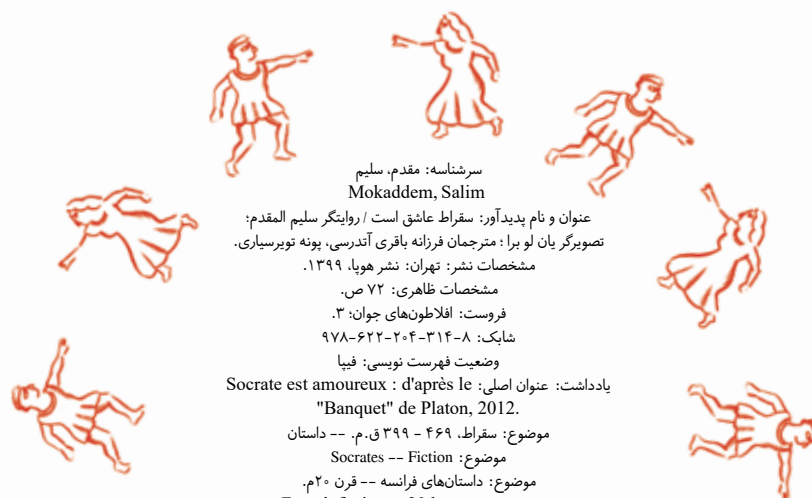 سرشناسه: مقدم، سلیم
Mokaddem, Salim
عنوان و نام پدیدآور: سقراط عاشق است / روایتگر سلیم المقدم؛
تصویرگر یان لو برا ؛ مترجمان فرزانه باقری آتدرسی، پونه تویرسیاری.
مشخصات نشر: تهران: نشر هوپا، ۱۳۹۹.
مشخصات ظاهری: ۷۲ ص.
فروست: افلاطون‌های جوان؛ ۳.
شابک: ۸-۳۱۴-۲۰۴-۶۲۲-۹۷۸
وضعیت فهرست نویسی: فیپا
یادداشت: عنوان اصلی: Socrate est amoureux : d'après le
"Banquet" de Platon, 2012.
موضوع: سقراط، ۴۶۹ - ۳۹۹ ق.م. -- داستان
موضوع: Socrates -- Fiction
موضوع: داستان‌های فرانسه -- قرن ۲۰م.